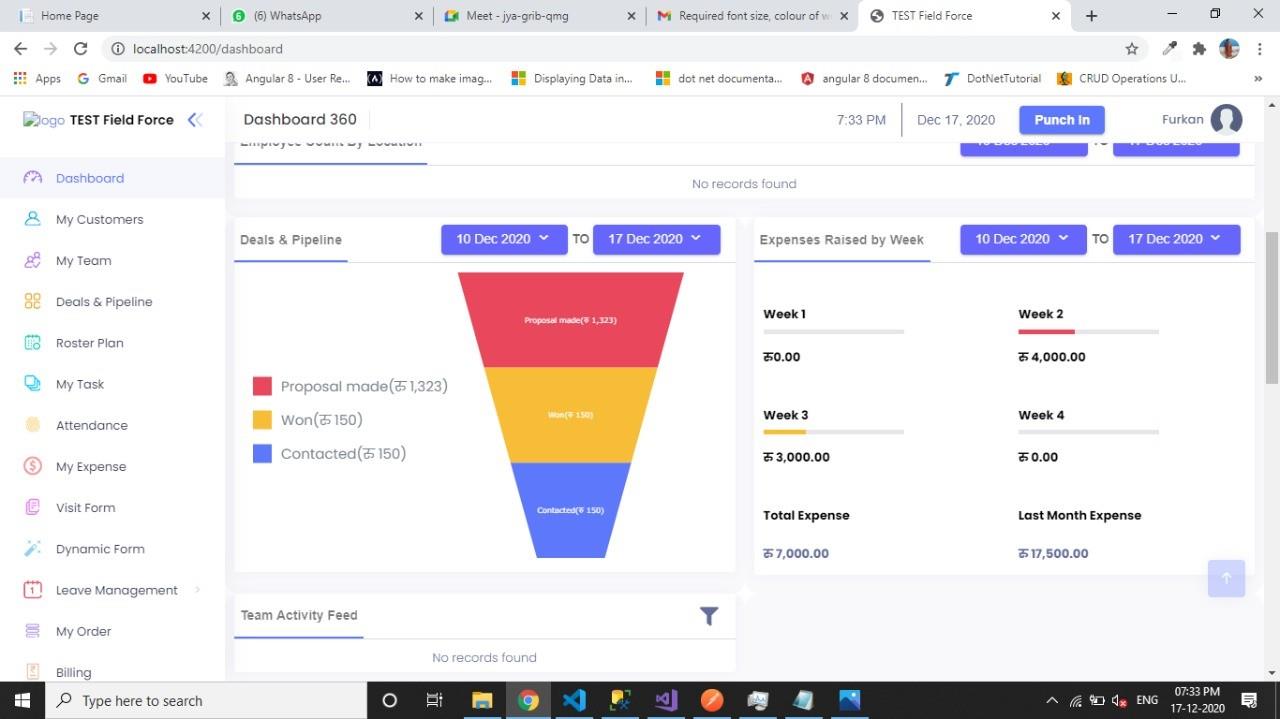 Home Page
(6) WhatsApp
Meet - jya-grib-qmg
Required font size, colour of w
TEST Field Force
localhost:4200/dashboard
Apps
Gmail
YouTube
Angular 8 - User Re...
How to make imag...
Displaying Data in...
dot net documenta...
angular 8 documen...
DotNetTutorial
CRUD Operations U...
»
logo TEST Field Force
Dashboard 360
7:33 PM
Dec 17, 2020
Punch In
Furkan
Employee Count By Location
10 Dec 2020 TO 17 Dec 2020
No records found
Dashboard
My Customers
My Team
Deals & Pipeline
Roster Plan
My Task
Attendance
My Expense
Visit Form
Dynamic Form
Leave Management
My Order
Billing
Deals & Pipeline
10 Dec 2020 TO 17 Dec 2020
Proposal made(रु 1,323)
Won(रु 150)
Contacted(रु 150)
Proposal made(रु 1,323)
Won(रु 150)
Contacted(रु 150)
Expenses Raised by Week
10 Dec 2020 TO 17 Dec 2020
Week 1
रु0.00
Week 2
रु 4,000.00
Week 3
रु 3,000.00
Week 4
रु 0.00
Total Expense
रु 7,000.00
Last Month Expense
रु 17,500.00
Team Activity Feed
No records found
Type here to search
ENG
07:33 PM
17-12-2020